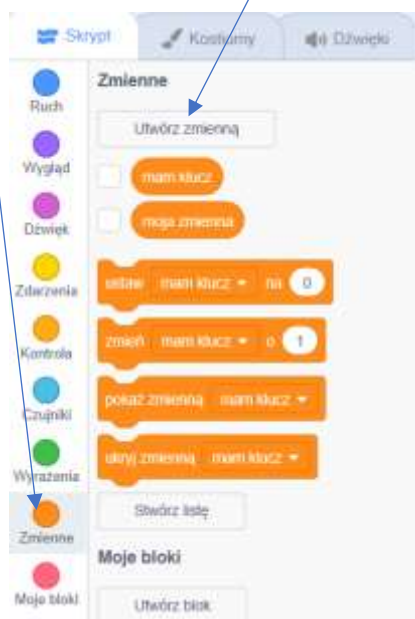 Skrypt Kostiumy Dźwięki
Ruch
Wygląd
Dźwięk
Zdarzenia
Kontrola
Czujniki
Wyrażenia
Zmienne
Moje bloki
Zmienne
Utwórz zmienną
mam klucz
moja zmienna
ustaw mam klucz na 0
zmień mam klucz o 1
pokaż zmienną mam klucz
ukryj zmienną mam klucz
Stwórz listę
Moje bloki
Utwórz blok